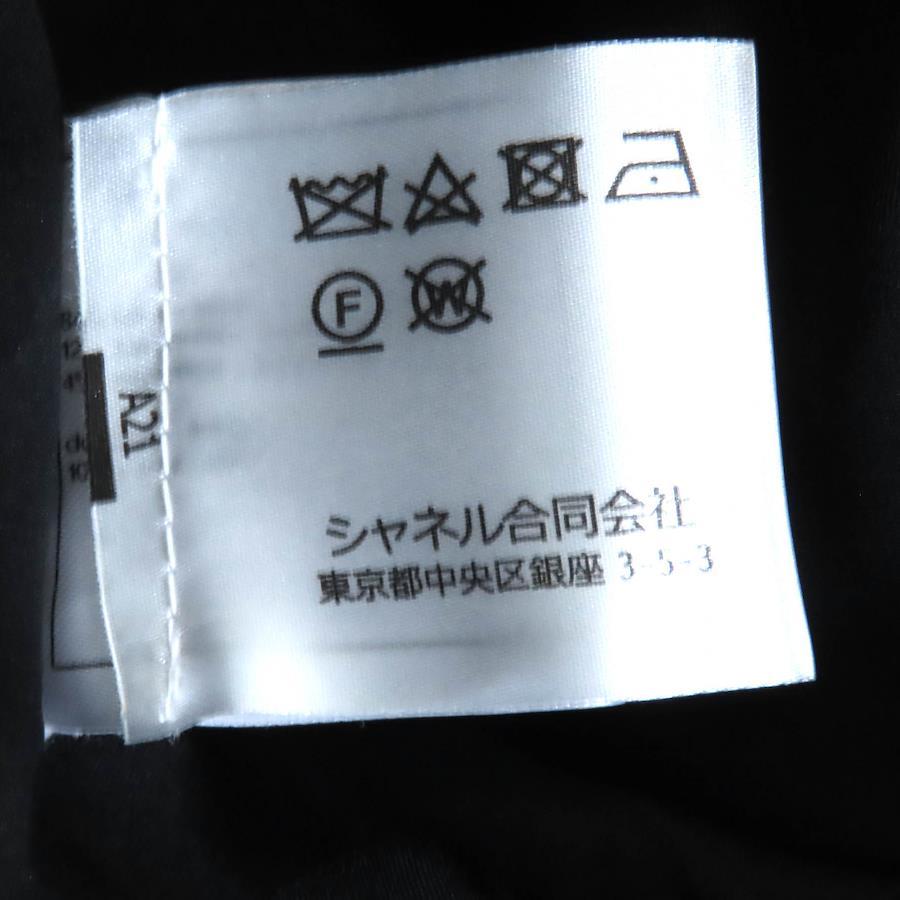 F W
A21
シャネル合同会社
東京都中央区銀座 3-5-3